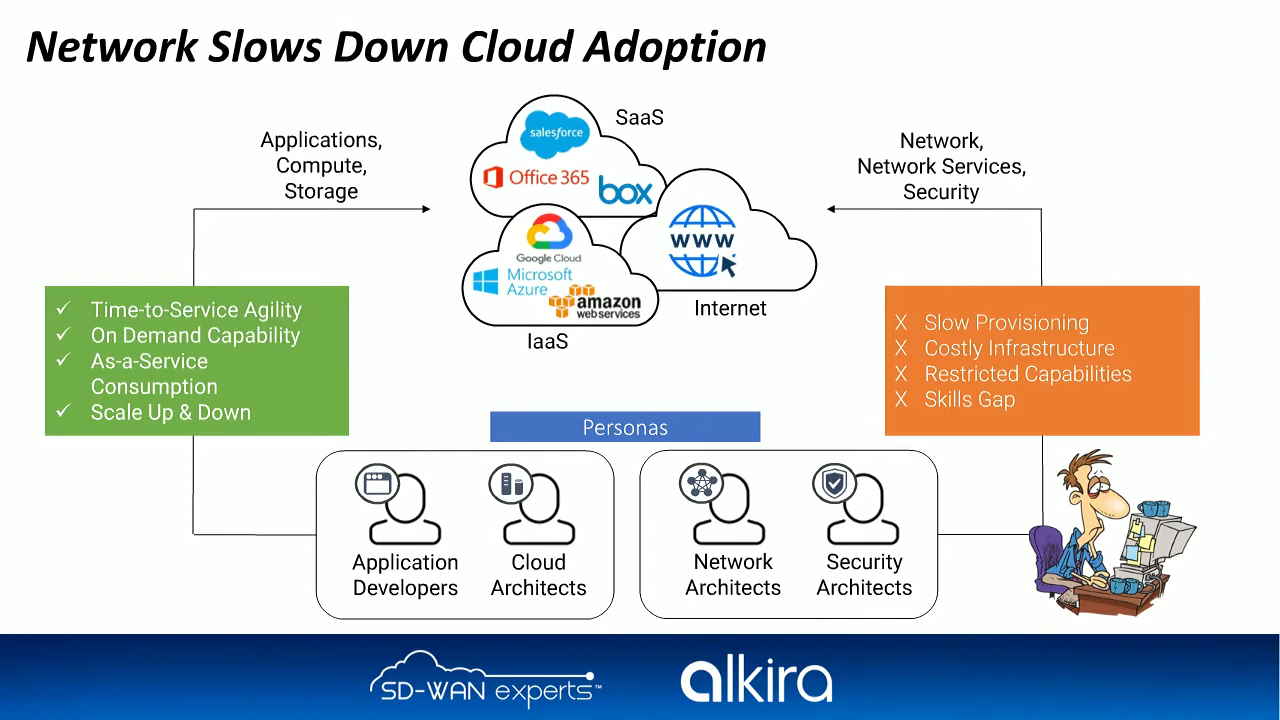 Network Slows Down Cloud Adoption
Applications,
Compute,
Storage
salesforce
SaaS
Office 365
box
Google Cloud
Microsoft
Azure
amazon
web services
IaaS
www
Internet
Network,
Network Services,
Security
✓ Time-to-Service Agility
✓ On Demand Capability
✓ As-a-Service
Consumption
✓ Scale Up & Down
X Slow Provisioning
X Costly Infrastructure
X Restricted Capabilities
X Skills Gap
Personas
Application
Developers
Cloud
Architects
Network
Architects
Security
Architects
SD-WAN experts™
alkira